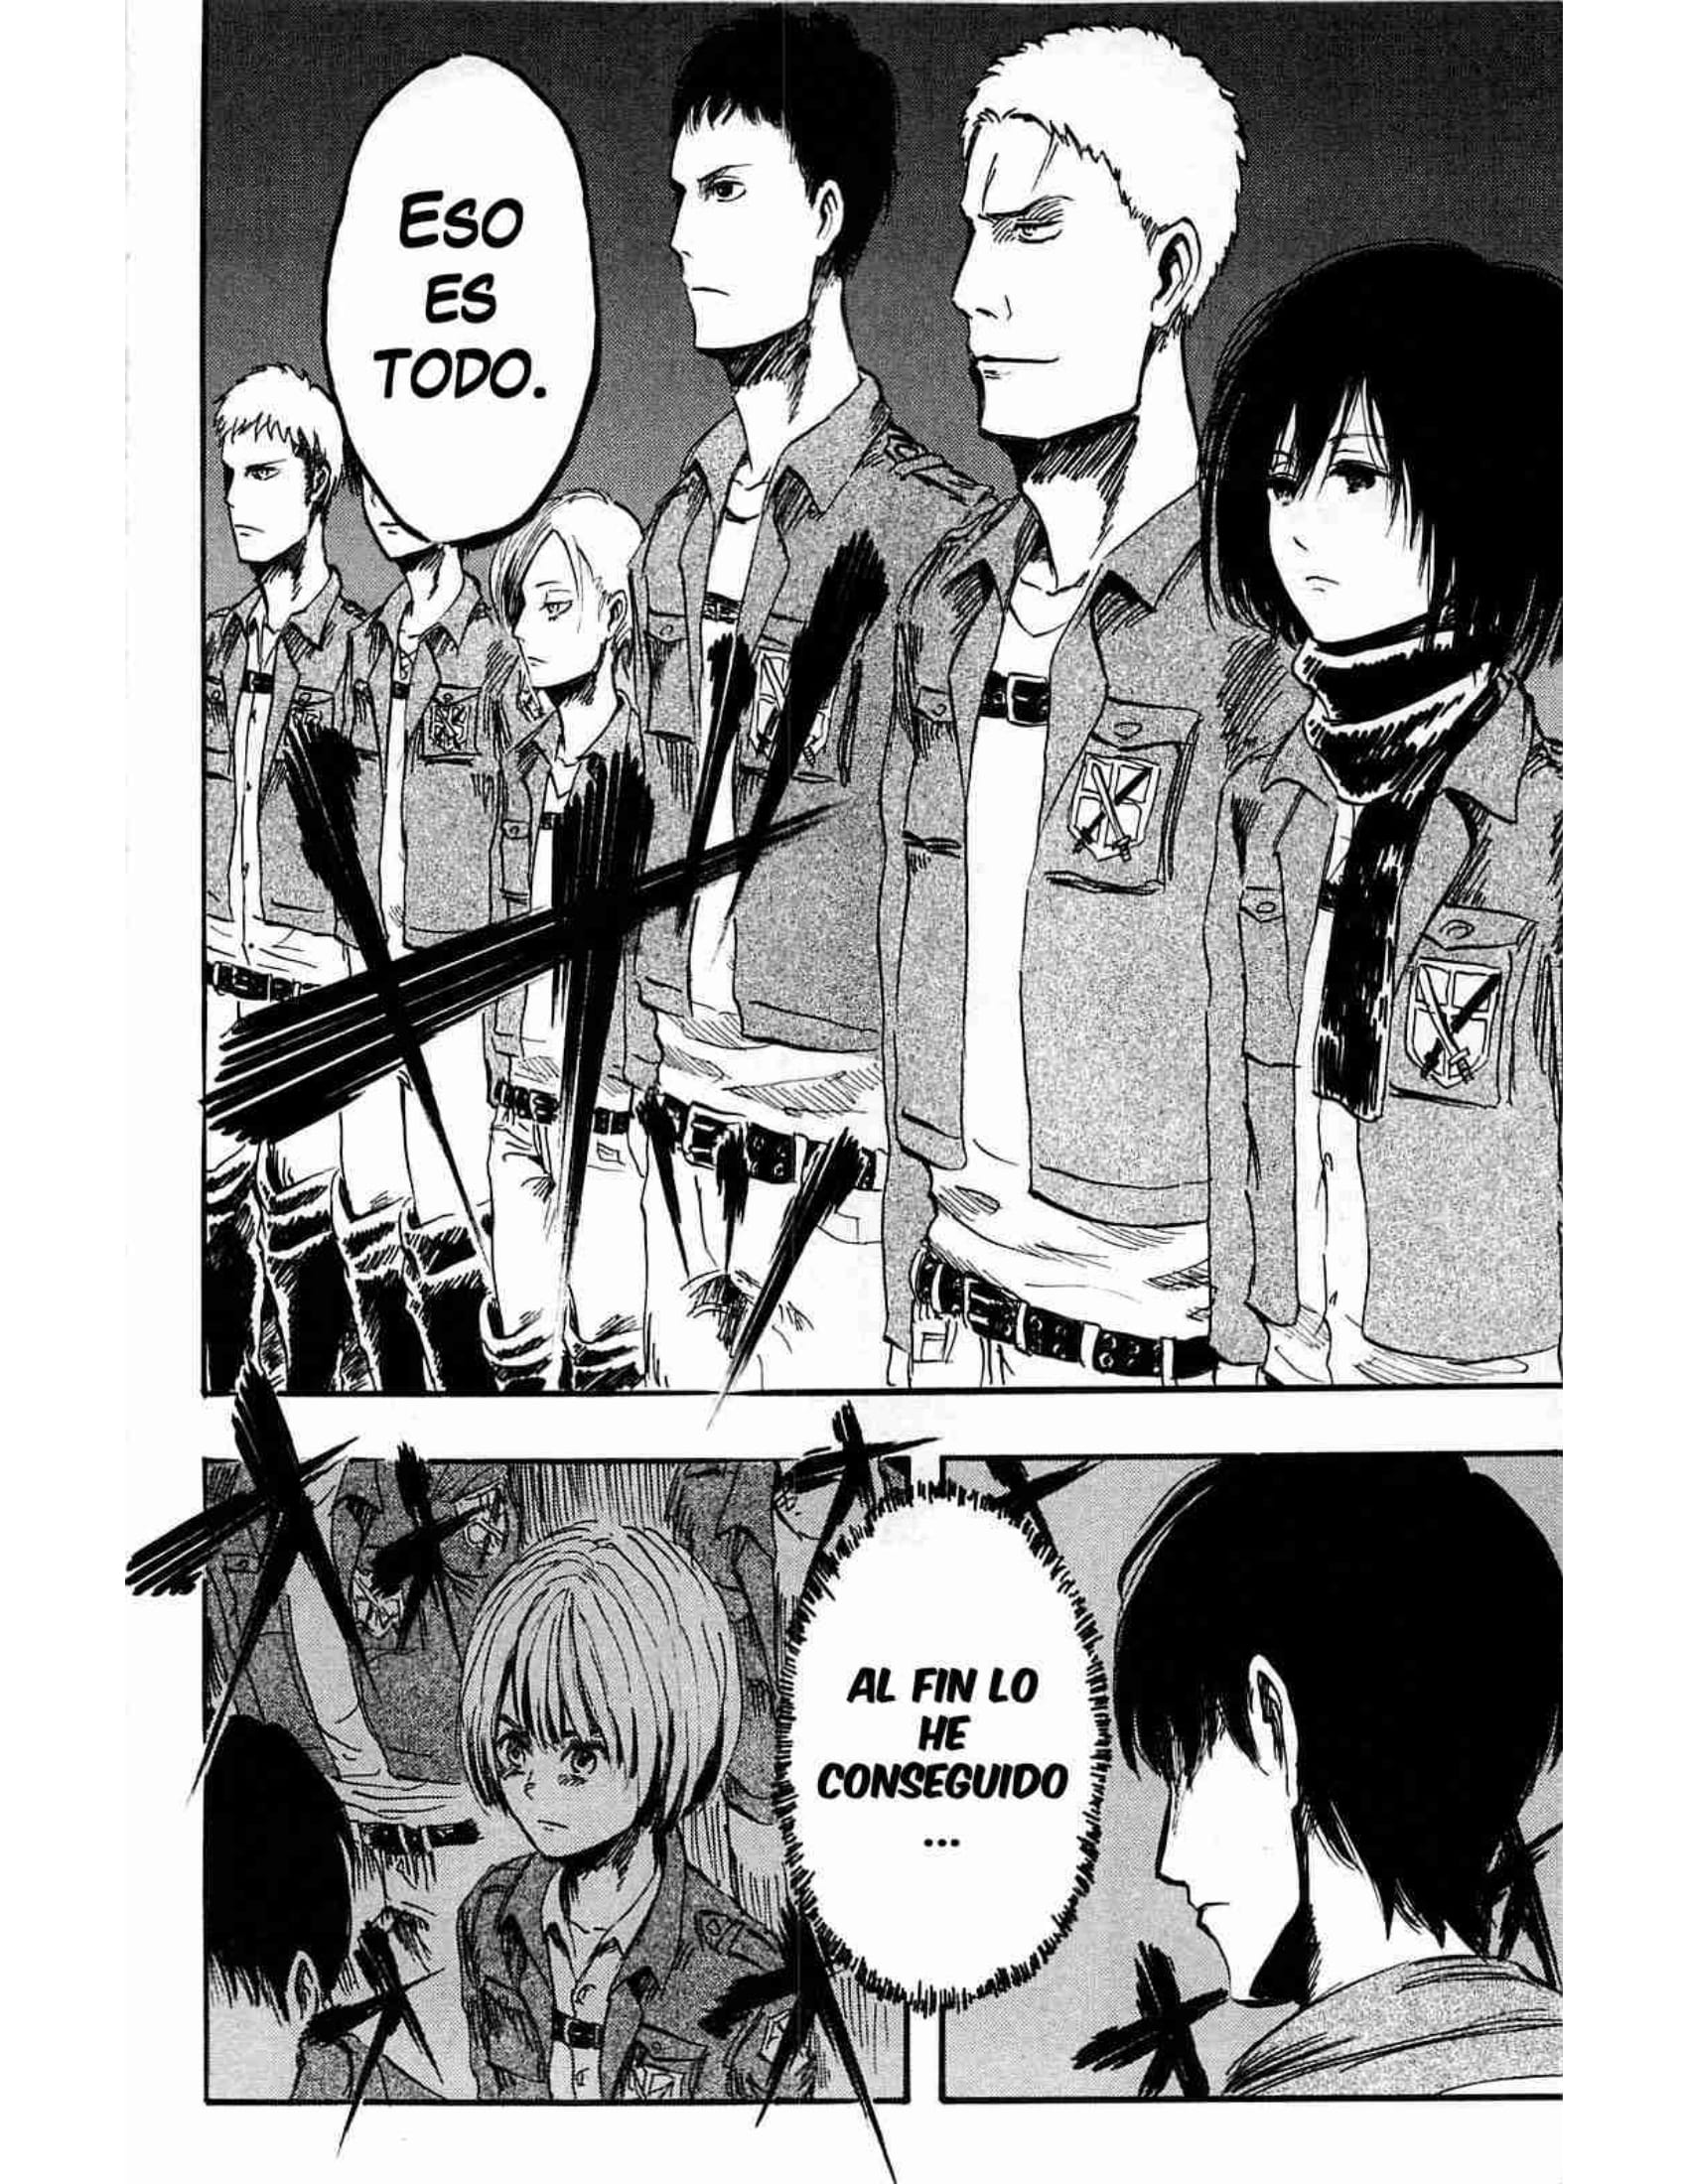 ESO
ES
TODO.
AL FIN LO
HE
CONSEGUIDO
...